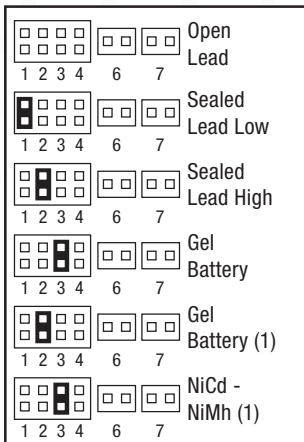 Open
Lead
1 2 3 4 6 7
Sealed
Lead Low
1 2 3 4 6 7
Sealed
Lead High
1 2 3 4 6 7
Gel
Battery
1 2 3 4 6 7
Gel
Battery (1)
1 2 3 4 6 7
NiCd -
NiMh (1)
1 2 3 4 6 7